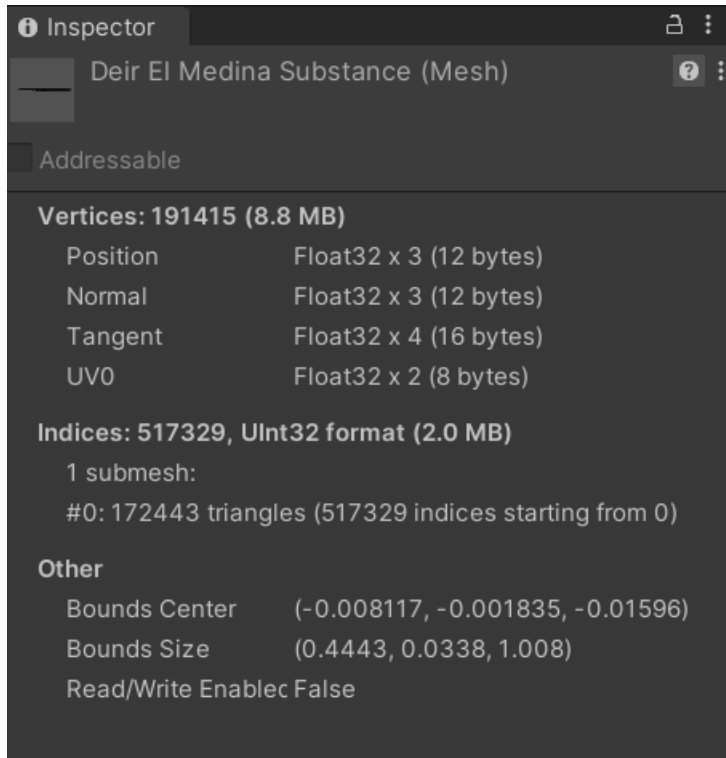 Inspector
Deir El Medina Substance (Mesh)
Addressable
Vertices: 191415 (8.8 MB)
Position Float32 x 3 (12 bytes)
Normal Float32 x 3 (12 bytes)
Tangent Float32 x 4 (16 bytes)
UV0 Float32 x 2 (8 bytes)
Indices: 517329, UInt32 format (2.0 MB)
1 submesh:
#0: 172443 triangles (517329 indices starting from 0)
Other
Bounds Center (-0.008117, -0.001835, -0.01596)
Bounds Size (0.4443, 0.0338, 1.008)
Read/Write Enablec False